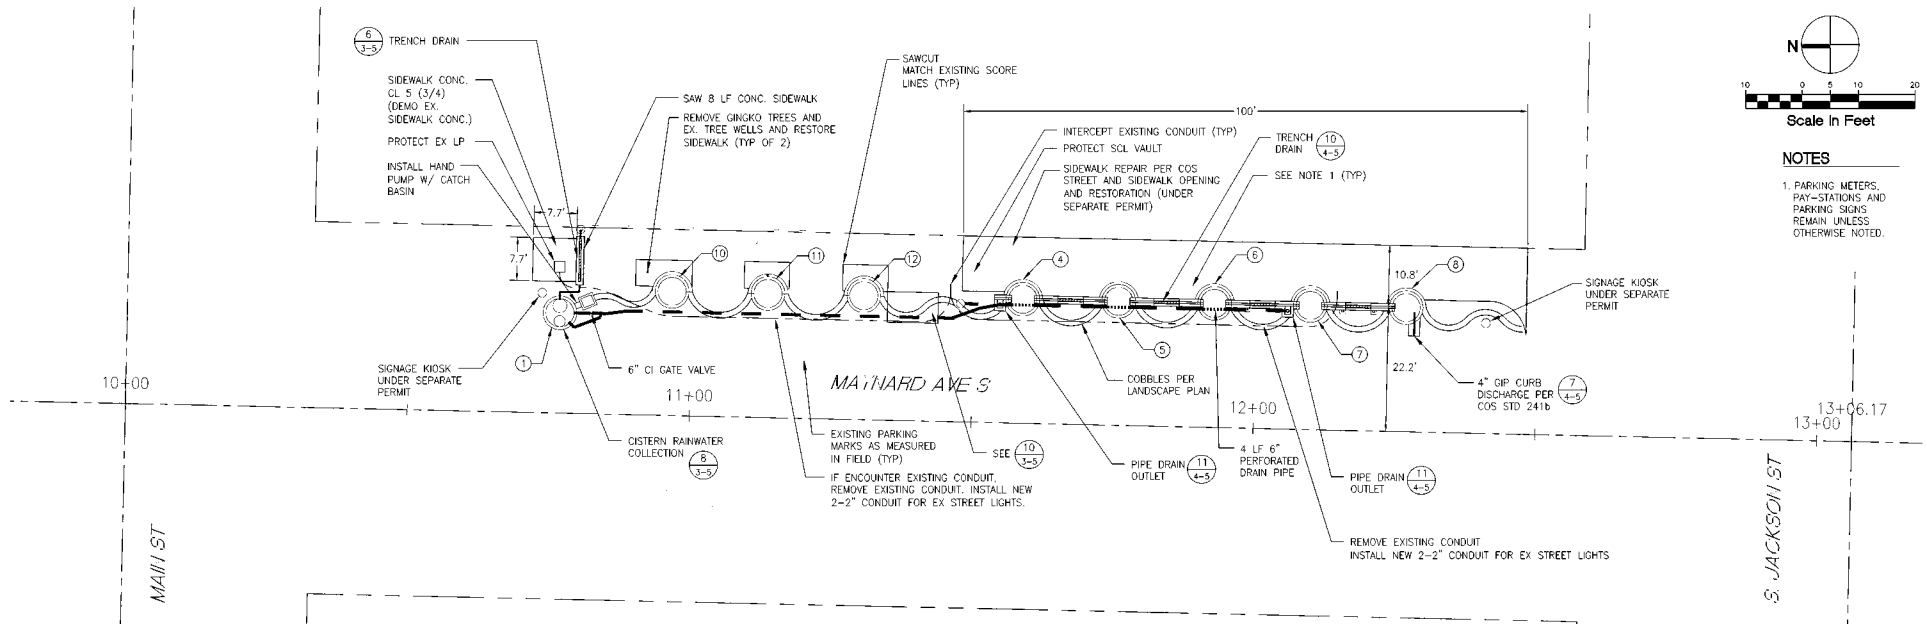 6
3-5
TRENCH DRAIN
SIDEWALK CONC.
CL 5 (3/4)
(DEMO EX.
SIDEWALK CONC.)
PROTECT EX LP
INSTALL HAND
PUMP W/ CATCH
BASIN
7.7'
7.7'
SAW 8 LF CONC. SIDEWALK
REMOVE GINGKO TREES AND
EX. TREE WELLS AND RESTORE
SIDEWALK (TYP OF 2)
SAWCUT
MATCH EXISTING SCORE
LINES (TYP)
100'
INTERCEPT EXISTING CONDUIT (TYP)
PROTECT SCL VAULT
SIDEWALK REPAIR PER COS
STREET AND SIDEWALK OPENING
AND RESTORATION (UNDER
SEPARATE PERMIT)
TRENCH
DRAIN
10
4-5
SEE NOTE 1 (TYP)
N
10 0 5 10 20
Scale In Feet
NOTES
1. PARKING METERS,
PAY-STATIONS AND
PARKING SIGNS
REMAIN UNLESS
OTHERWISE NOTED.
10
11
12
4
6
8
10.8'
SIGNAGE KIOSK
UNDER SEPARATE
PERMIT
1
5
7
22.2'
SIGNAGE KIOSK
UNDER SEPARATE
PERMIT
6" CI GATE VALVE
MAYNARD AVE S
COBBLES PER
LANDSCAPE PLAN
4" GIP CURB
DISCHARGE PER
COS STD 241b
7
4-5
10+00
11+00
12+00
13+00
13+06.17
CISTERN RAINWATER
COLLECTION
8
3-5
EXISTING PARKING
MARKS AS MEASURED
IN FIELD (TYP)
IF ENCOUNTER EXISTING CONDUIT,
REMOVE EXISTING CONDUIT. INSTALL NEW
2-2" CONDUIT FOR EX STREET LIGHTS.
SEE
10
3-5
PIPE DRAIN
OUTLET
11
4-5
4 LF 6"
PERFORATED
DRAIN PIPE
PIPE DRAIN
OUTLET
11
4-5
REMOVE EXISTING CONDUIT
INSTALL NEW 2-2" CONDUIT FOR EX STREET LIGHTS
MAIN ST
S. JACKSON ST